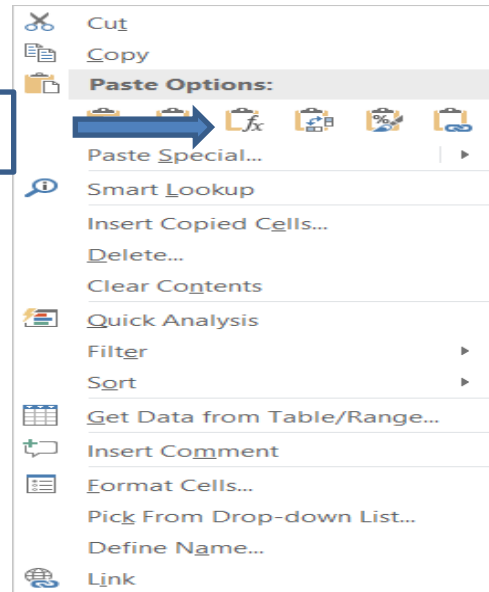 Cut
Copy
Paste Options:
fx
%
Paste Special...
Smart Lookup
Insert Copied Cells...
Delete...
Clear Contents
Quick Analysis
Filter
Sort
Get Data from Table/Range...
Insert Comment
Format Cells...
Pick From Drop-down List...
Define Name...
Link